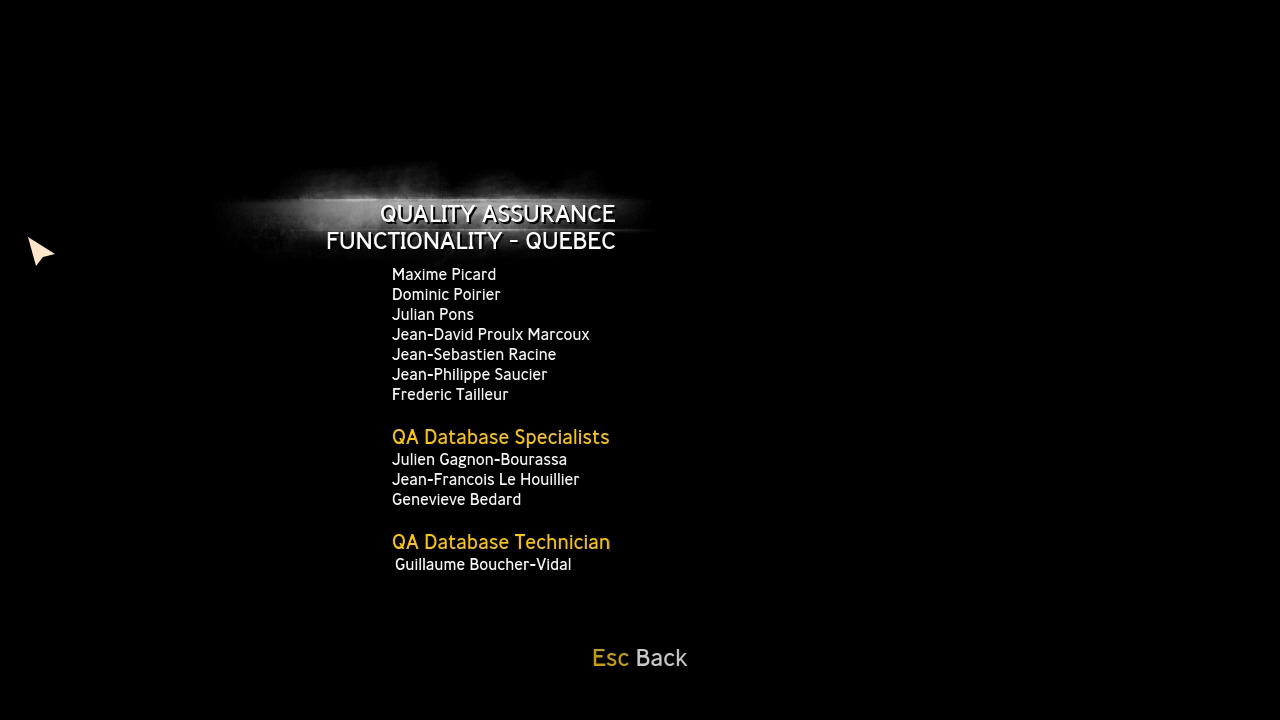 QUALITY ASSURANCE
FUNCTIONALITY - QUEBEC
Maxime Picard
Dominic Poirier
Julian Pons
Jean-David Proulx Marcoux
Jean-Sebastien Racine
Jean-Philippe Saucier
Frederic Tailleur
QA Database Specialists
Julien Gagnon-Bourassa
Jean-Francois Le Houillier
Genevieve Bedard
QA Database Technician
Guillaume Boucher-Vidal
Esc Back